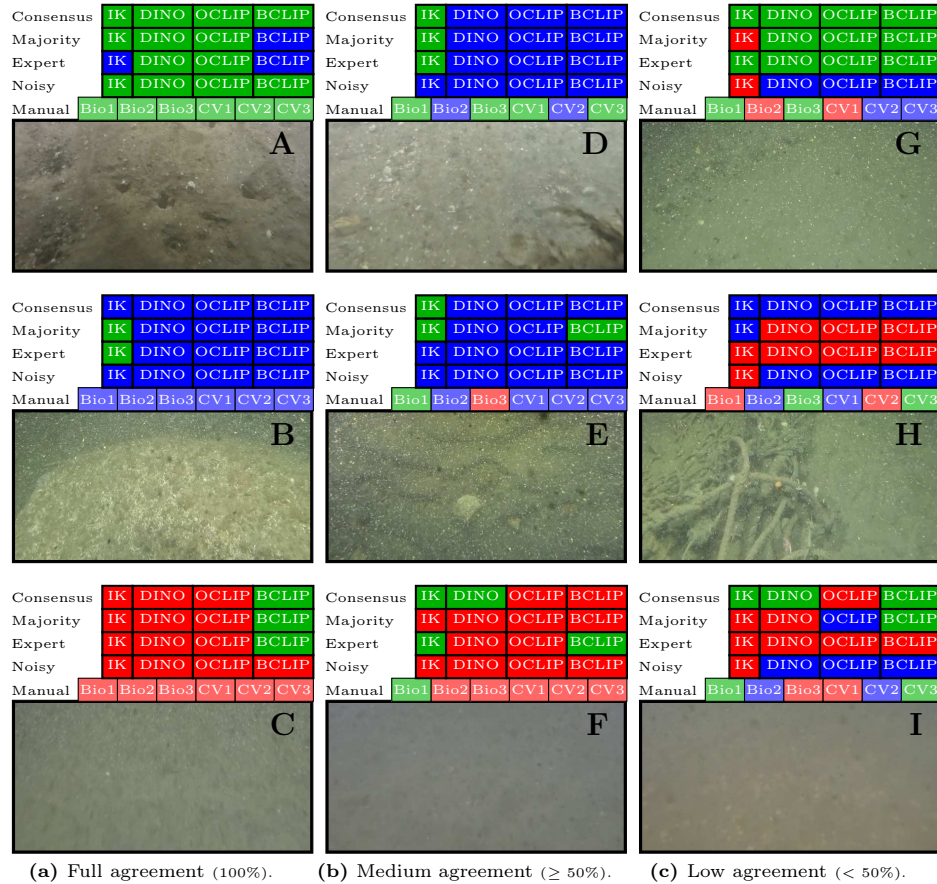 Consensus IK DINO OCLIP BCLIP
Majority IK DINO OCLIP BCLIP
Expert IK DINO OCLIP BCLIP
Noisy IK DINO OCLIP BCLIP
Manual Bio1 Bio2 Bio3 CV1 CV2 CV3
A
Consensus IK DINO OCLIP BCLIP
Majority IK DINO OCLIP BCLIP
Expert IK DINO OCLIP BCLIP
Noisy IK DINO OCLIP BCLIP
Manual Bio1 Bio2 Bio3 CV1 CV2 CV3
D
Consensus IK DINO OCLIP BCLIP
Majority IK DINO OCLIP BCLIP
Expert IK DINO OCLIP BCLIP
Noisy IK DINO OCLIP BCLIP
Manual Bio1 Bio2 Bio3 CV1 CV2 CV3
G
Consensus IK DINO OCLIP BCLIP
Majority IK DINO OCLIP BCLIP
Expert IK DINO OCLIP BCLIP
Noisy IK DINO OCLIP BCLIP
Manual Bio1 Bio2 Bio3 CV1 CV2 CV3
B
Consensus IK DINO OCLIP BCLIP
Majority IK DINO OCLIP BCLIP
Expert IK DINO OCLIP BCLIP
Noisy IK DINO OCLIP BCLIP
Manual Bio1 Bio2 Bio3 CV1 CV2 CV3
E
Consensus IK DINO OCLIP BCLIP
Majority IK DINO OCLIP BCLIP
Expert IK DINO OCLIP BCLIP
Noisy IK DINO OCLIP BCLIP
Manual Bio1 Bio2 Bio3 CV1 CV2 CV3
H
Consensus IK DINO OCLIP BCLIP
Majority IK DINO OCLIP BCLIP
Expert IK DINO OCLIP BCLIP
Noisy IK DINO OCLIP BCLIP
Manual Bio1 Bio2 Bio3 CV1 CV2 CV3
C
Consensus IK DINO OCLIP BCLIP
Majority IK DINO OCLIP BCLIP
Expert IK DINO OCLIP BCLIP
Noisy IK DINO OCLIP BCLIP
Manual Bio1 Bio2 Bio3 CV1 CV2 CV3
F
Consensus IK DINO OCLIP BCLIP
Majority IK DINO OCLIP BCLIP
Expert IK DINO OCLIP BCLIP
Noisy IK DINO OCLIP BCLIP
Manual Bio1 Bio2 Bio3 CV1 CV2 CV3
I
(a) Full agreement (100%).
(b) Medium agreement (≥ 50%).
(c) Low agreement (< 50%).